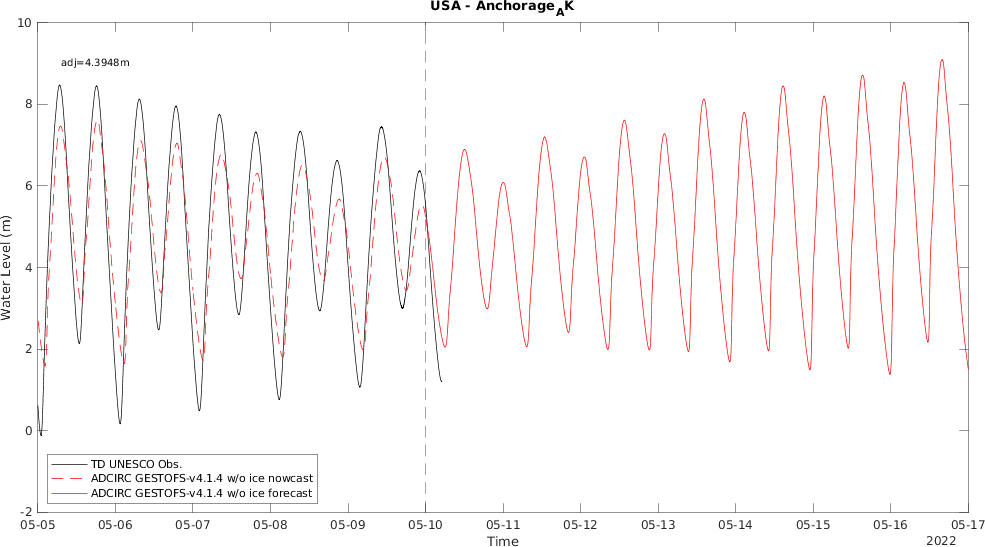 USA - Anchorage_AK
10
adj=4.3948m
8
6
4
2
0
-2
Water Level (m)
TD UNESCO Obs.
ADCIRC GESTOFS-v4.1.4 w/o ice nowcast
ADCIRC GESTOFS-v4.1.4 w/o ice forecast
05-05 05-06 05-07 05-08 05-09 05-10 05-11 05-12 05-13 05-14 05-15 05-16 05-17
Time
2022